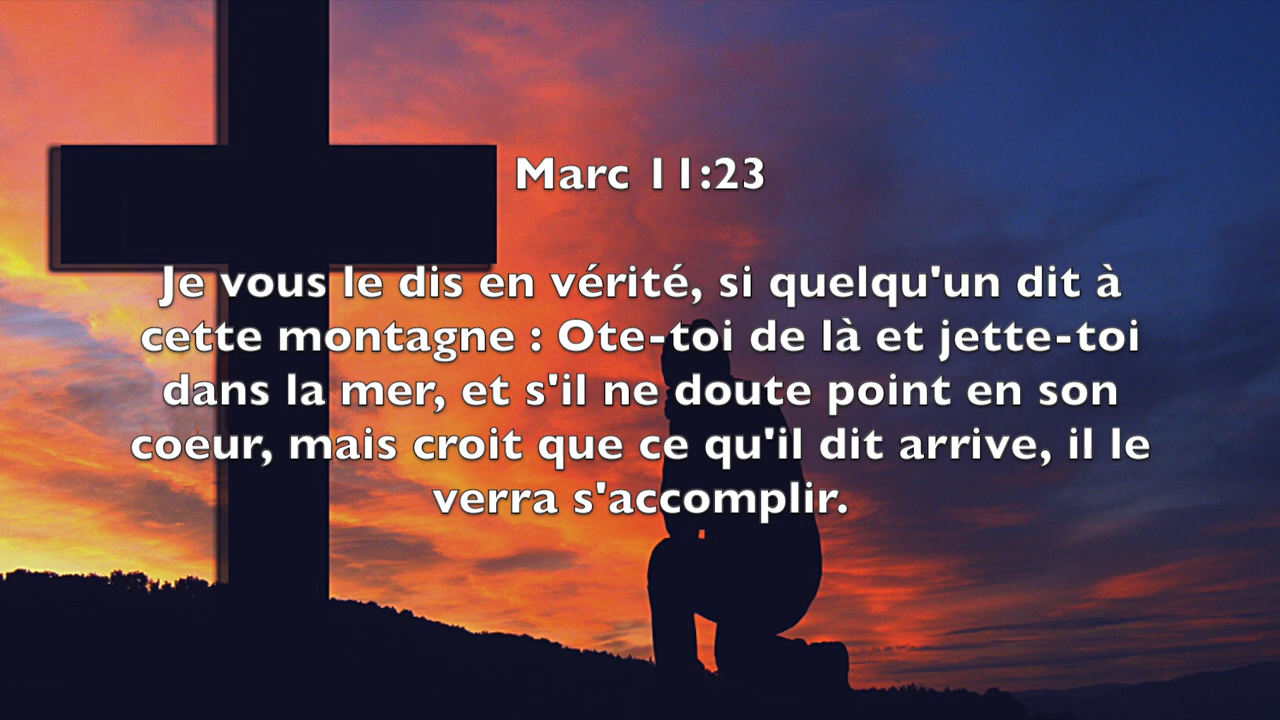 Marc 11:23
Je vous le dis en vérité, si quelqu'un dit à
cette montagne : Ote-toi de là et jette-toi
dans la mer, et s'il ne doute point en son
coeur, mais croit que ce qu'il dit arrive, il le
verra s'accomplir.